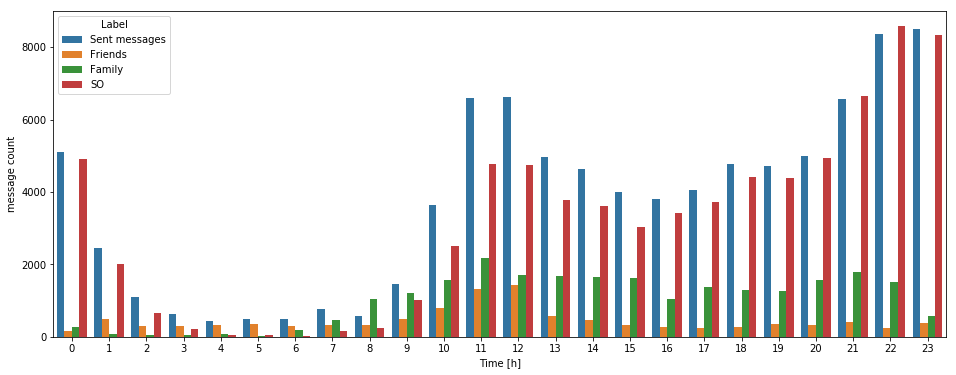 Label
Sent messages
Friends
Family
SO
message count
8000
6000
4000
2000
0
0 1 2 3 4 5 6 7 8 9 10 11 12 13 14 15 16 17 18 19 20 21 22 23
Time [h]